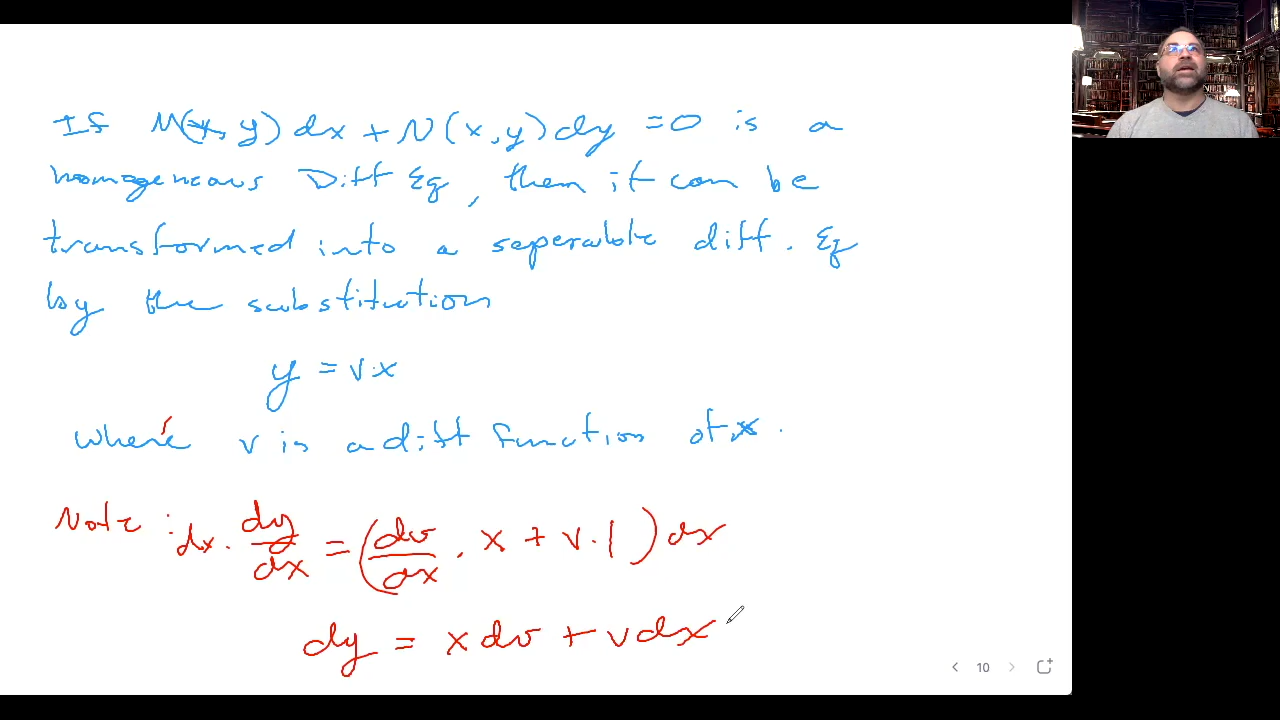 If M(x, y) dx + N(x, y) dy = 0 is a
homogeneous Diff Eq, then it can be
transformed into a seperable diff. Eq
by the substitution
y = v·x
where v is a diff function of x.
Note : dx · dy/dx = (dv/dx · x + v·1) dx
dy = x dv + v dx
10